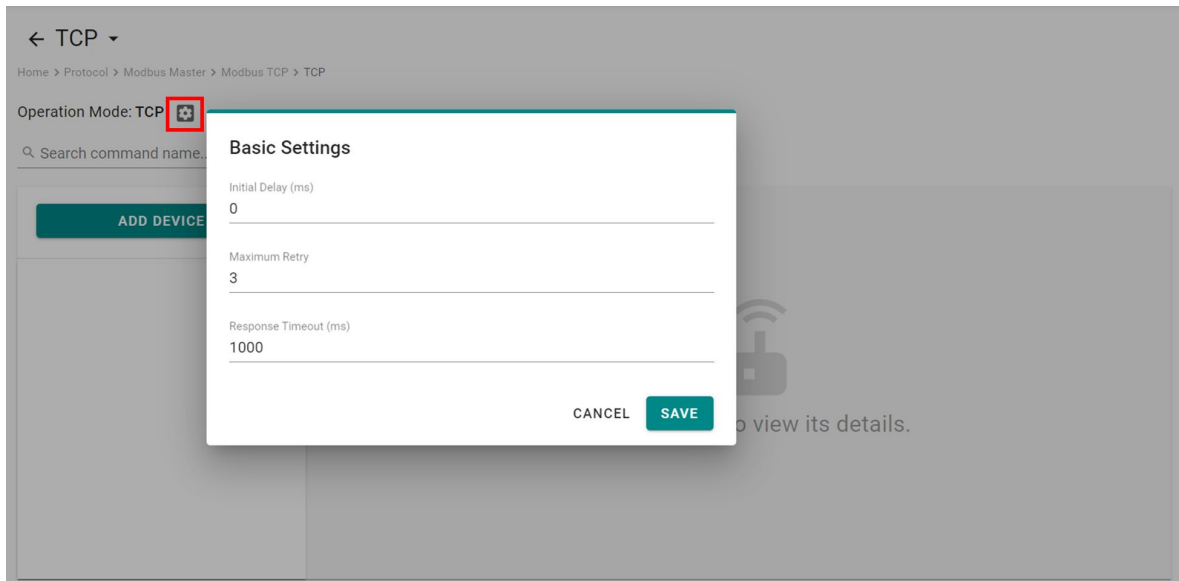 TCP
Home > Protocol > Modbus Master > Modbus TCP > TCP
Operation Mode: TCP
Search command name..
ADD DEVICE
Basic Settings
Initial Delay (ms)
0
Maximum Retry
3
Response Timeout (ms)
1000
CANCEL SAVE
view its details.